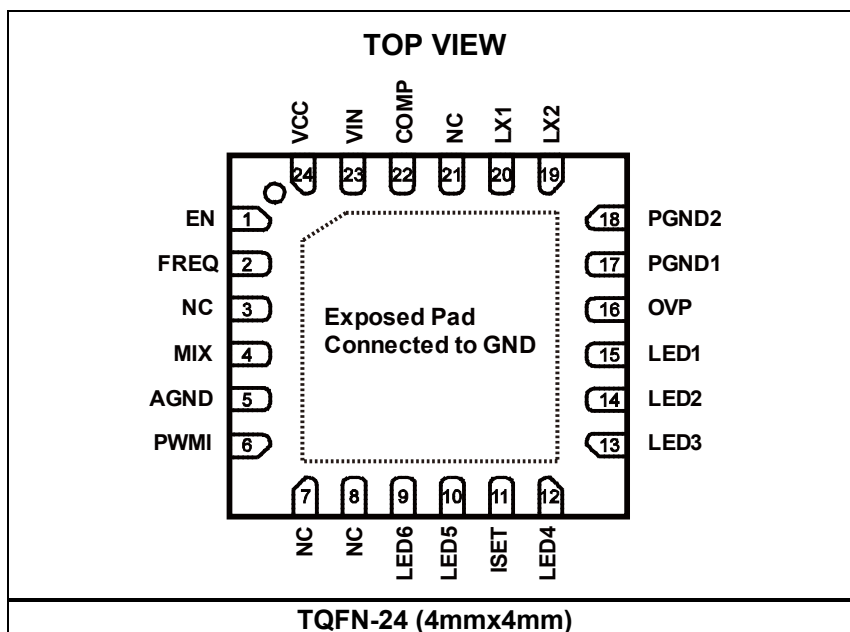 TOP VIEW
VCC
VIN
COMP
NC
LX1
LX2
24
23
22
21
20
19
EN 1
FREQ 2
NC 3
MIX 4
AGND 5
PWMI 6
18 PGND2
17 PGND1
16 OVP
15 LED1
14 LED2
13 LED3
Exposed Pad
Connected to GND
7
8
9
10
11
12
NC
NC
LED6
LED5
ISET
LED4
TQFN-24 (4mmx4mm)